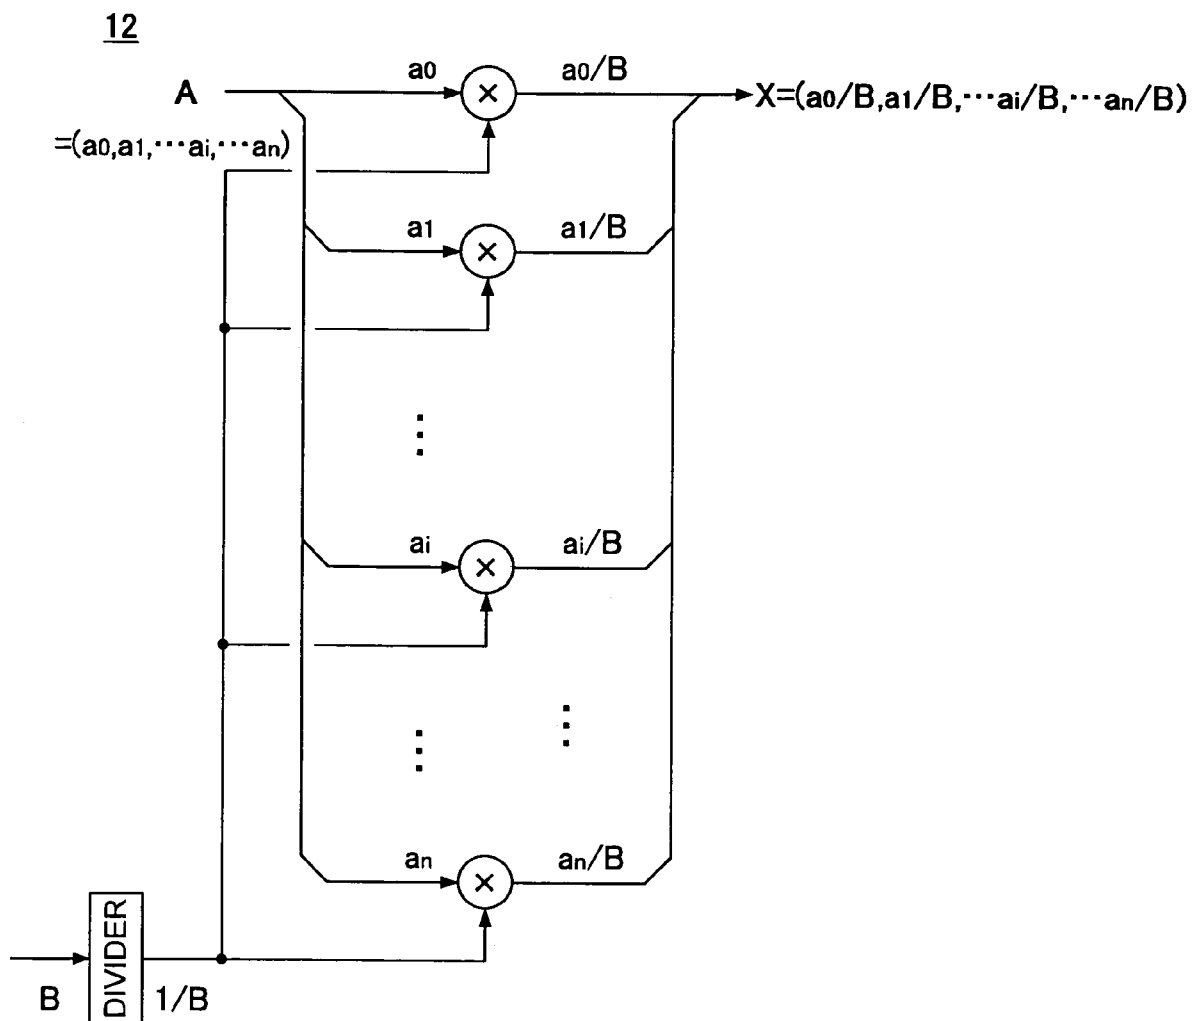 12
A
=(a0,a1,⋯ai,⋯an)
a0
×
a0/B
X=(a0/B,a1/B,⋯ai/B,⋯an/B)
a1
×
a1/B
⋮
ai
×
ai/B
⋮
⋮
an
×
an/B
B
DIVIDER
1/B